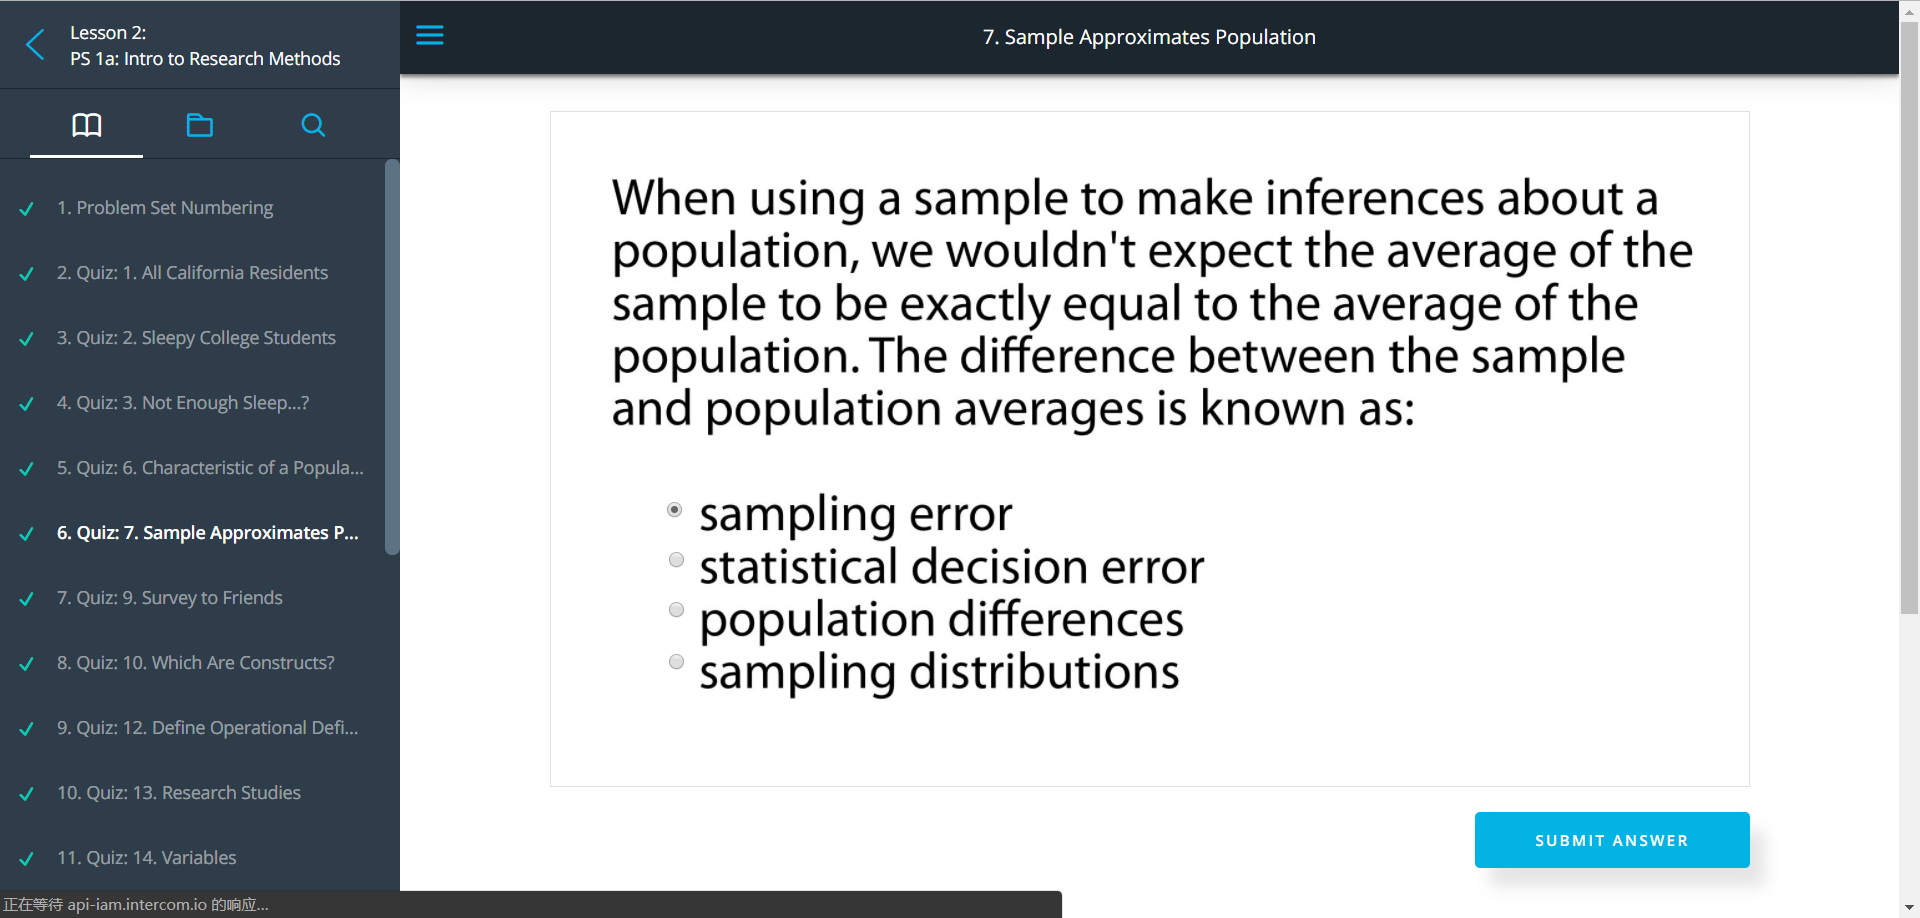 Lesson 2:
PS 1a: Intro to Research Methods
7. Sample Approximates Population
1. Problem Set Numbering
2. Quiz: 1. All California Residents
3. Quiz: 2. Sleepy College Students
4. Quiz: 3. Not Enough Sleep...?
5. Quiz: 6. Characteristic of a Popula...
6. Quiz: 7. Sample Approximates P...
7. Quiz: 9. Survey to Friends
8. Quiz: 10. Which Are Constructs?
9. Quiz: 12. Define Operational Defi...
10. Quiz: 13. Research Studies
11. Quiz: 14. Variables
When using a sample to make inferences about a
population, we wouldn't expect the average of the
sample to be exactly equal to the average of the
population. The difference between the sample
and population averages is known as:
sampling error
statistical decision error
population differences
sampling distributions
SUBMIT ANSWER
正在等待 api-iam.intercom.io 的响应...